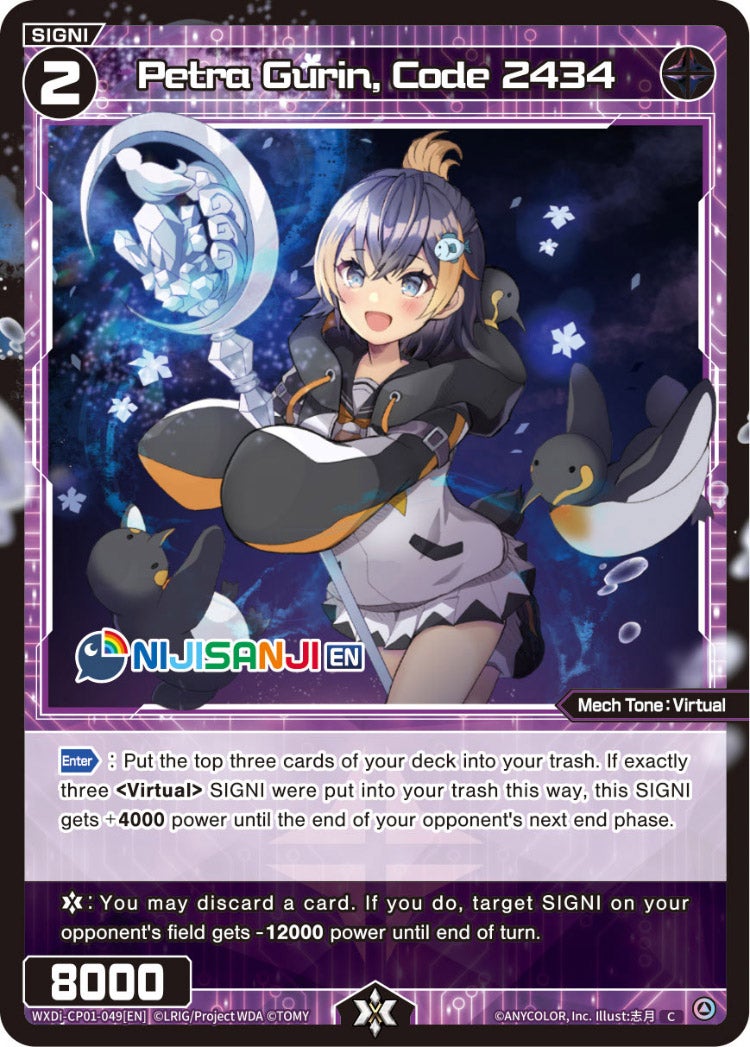 SIGNI
2
Petra Gurin, Code 2434
NIJISANJI EN
Mech Tone:Virtual
Enter : Put the top three cards of your deck into your trash. If exactly
three <Virtual> SIGNI were put into your trash this way, this SIGNI
gets +4000 power until the end of your opponent's next end phase.
: You may discard a card. If you do, target SIGNI on your
opponent's field gets -12000 power until end of turn.
8000
WXDi-CP01-049[EN] ©LRIG/Project WDA ©TOMY
©ANYCOLOR, Inc. Illust:志月 C